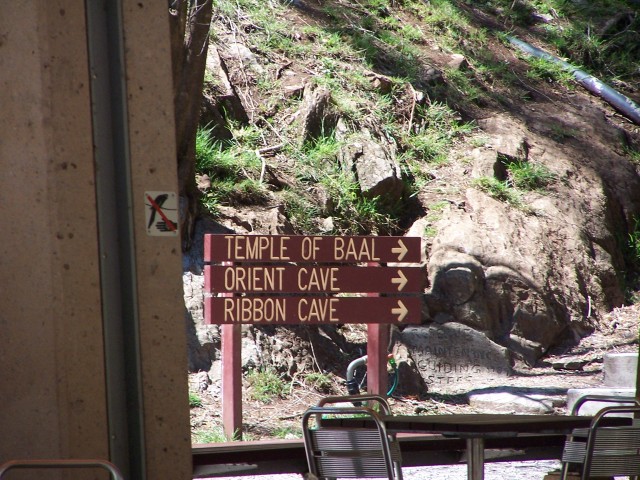 TEMPLE OF BAAL →
ORIENT CAVE →
RIBBON CAVE →